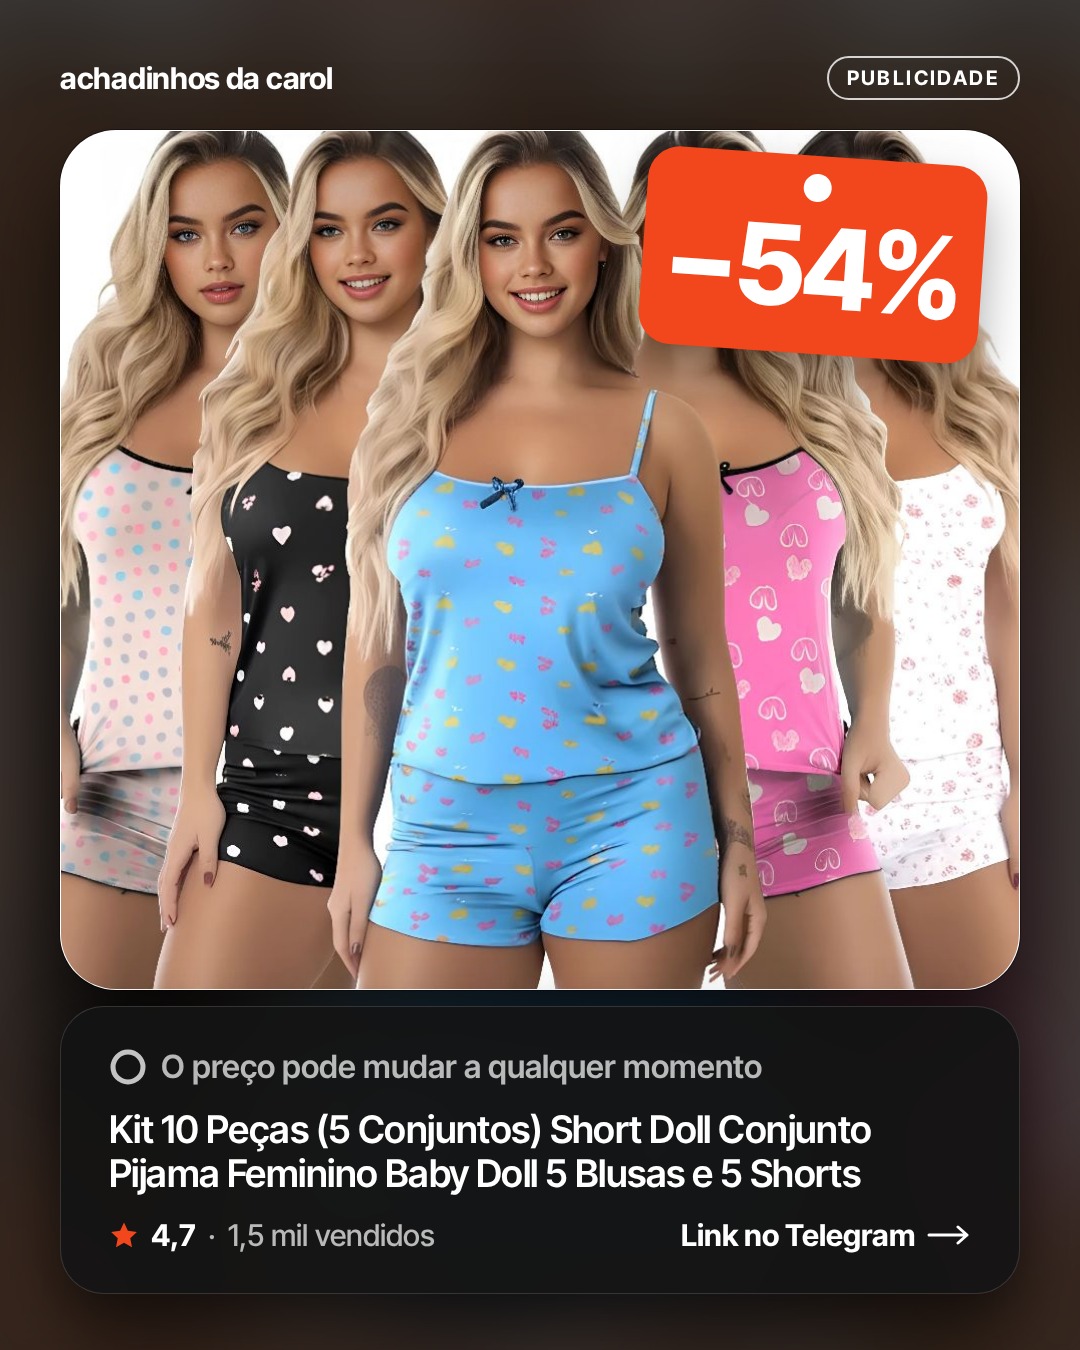 achadinhos da carol
PUBLICIDADE
−54%
O preço pode mudar a qualquer momento
Kit 10 Peças (5 Conjuntos) Short Doll Conjunto
Pijama Feminino Baby Doll 5 Blusas e 5 Shorts
4,7 · 1,5 mil vendidos
Link no Telegram →